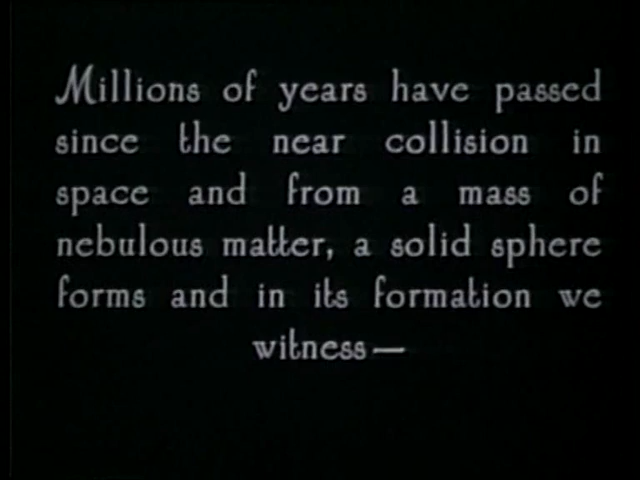 Millions of years have passed
since the near collision in
space and from a mass of
nebulous matter, a solid sphere
forms and in its formation we
witness—